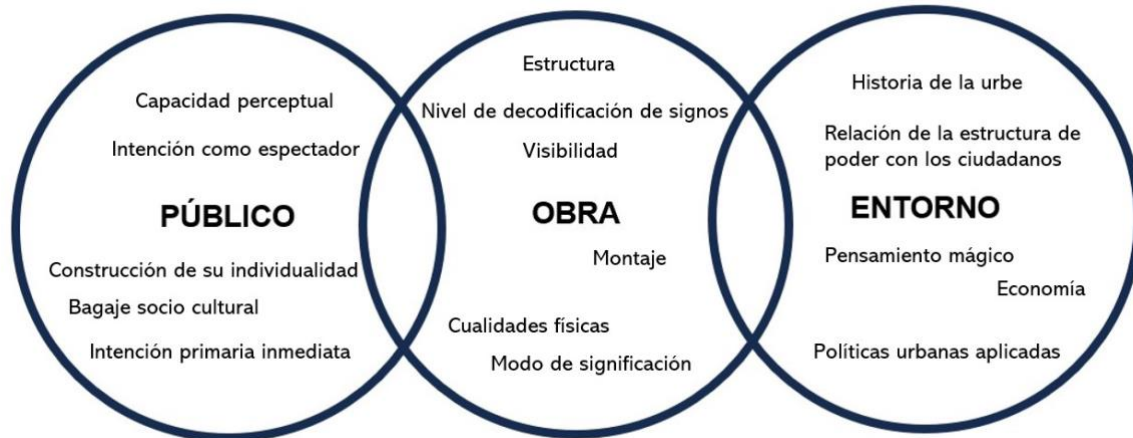 Capacidad perceptual
Intención como espectador
PÚBLICO
Construcción de su individualidad
Bagaje socio cultural
Intención primaria inmediata
Estructura
Nivel de decodificación de signos
Visibilidad
OBRA
Montaje
Cualidades físicas
Modo de significación
Historia de la urbe
Relación de la estructura de
poder con los ciudadanos
ENTORNO
Pensamiento mágico
Economía
Políticas urbanas aplicadas